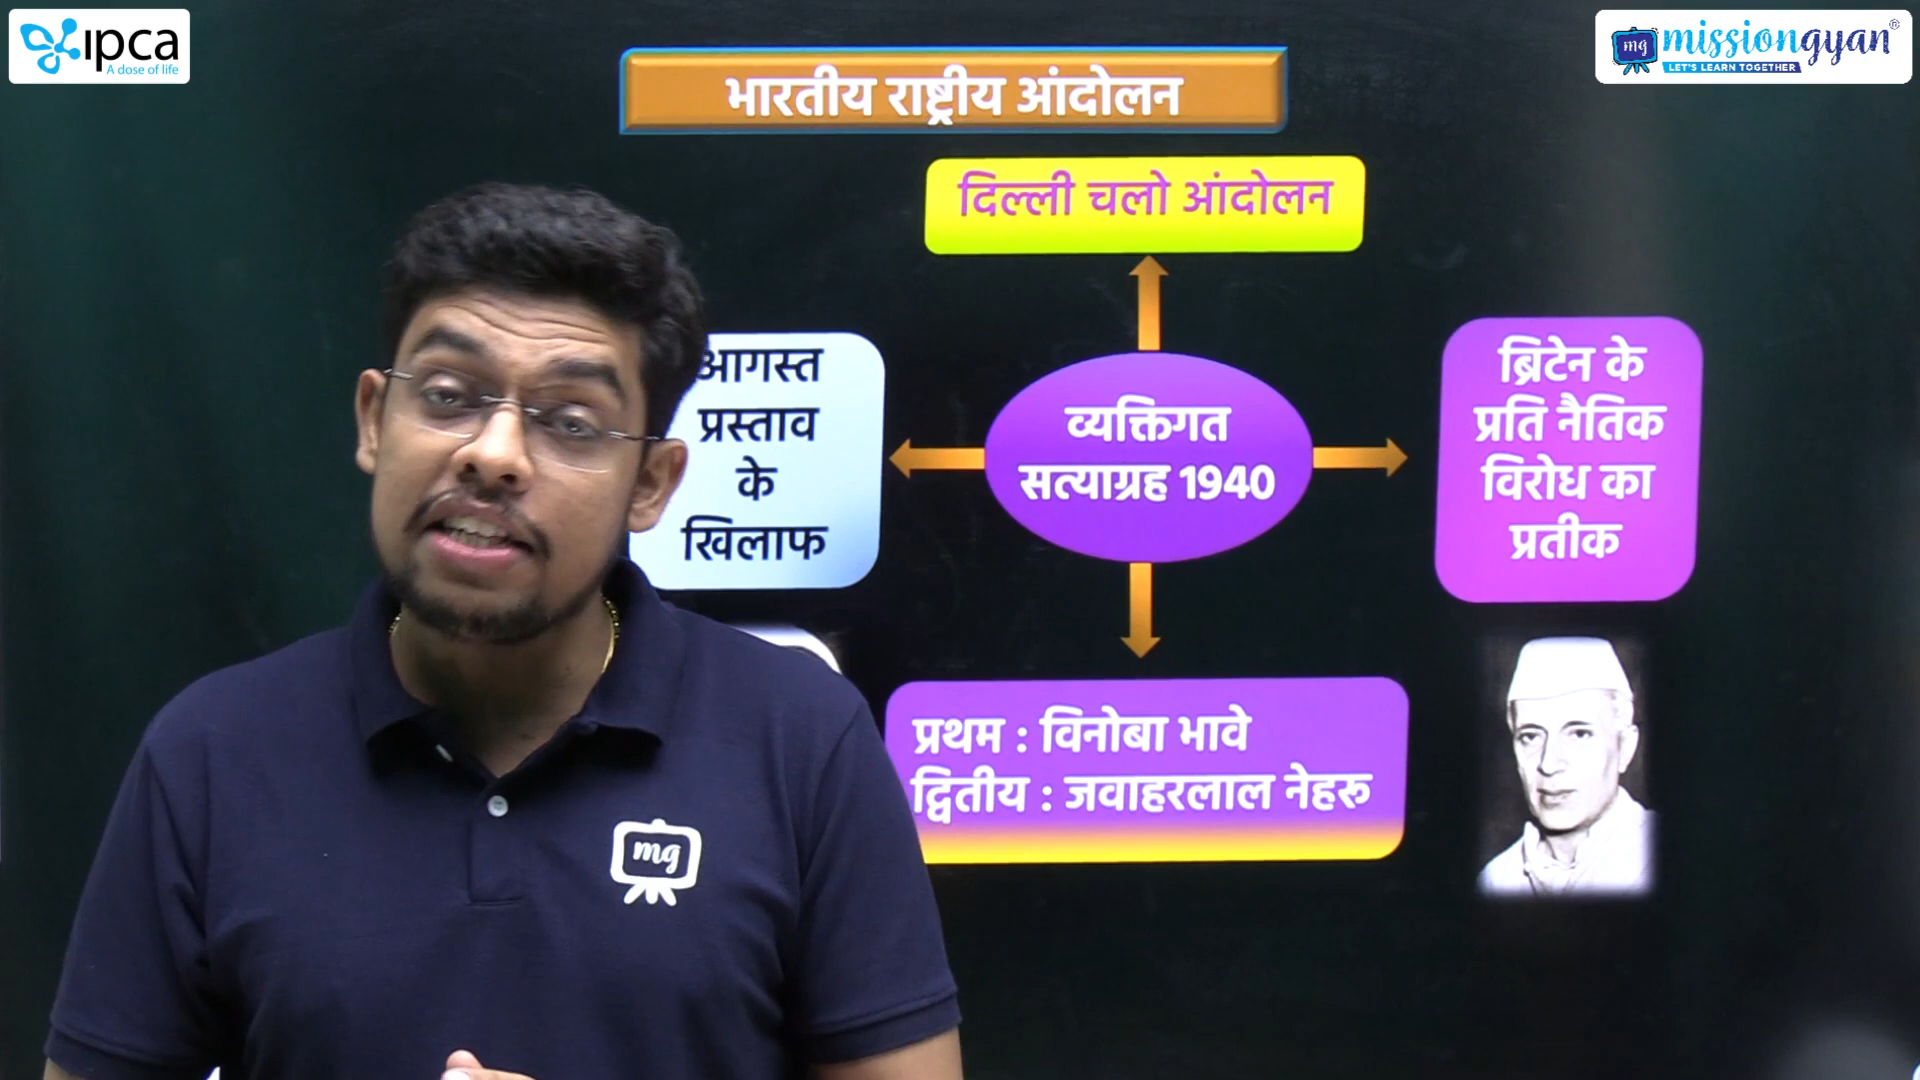 ipca
A dose of life
missiongyan®
mg
LET'S LEARN TOGETHER
भारतीय राष्ट्रीय आंदोलन
दिल्ली चलो आंदोलन
आगस्त
प्रस्ताव
के
खिलाफ
व्यक्तिगत
सत्याग्रह 1940
ब्रिटेन के
प्रति नैतिक
विरोध का
प्रतीक
प्रथम : विनोबा भावे
द्वितीय : जवाहरलाल नेहरू
mg